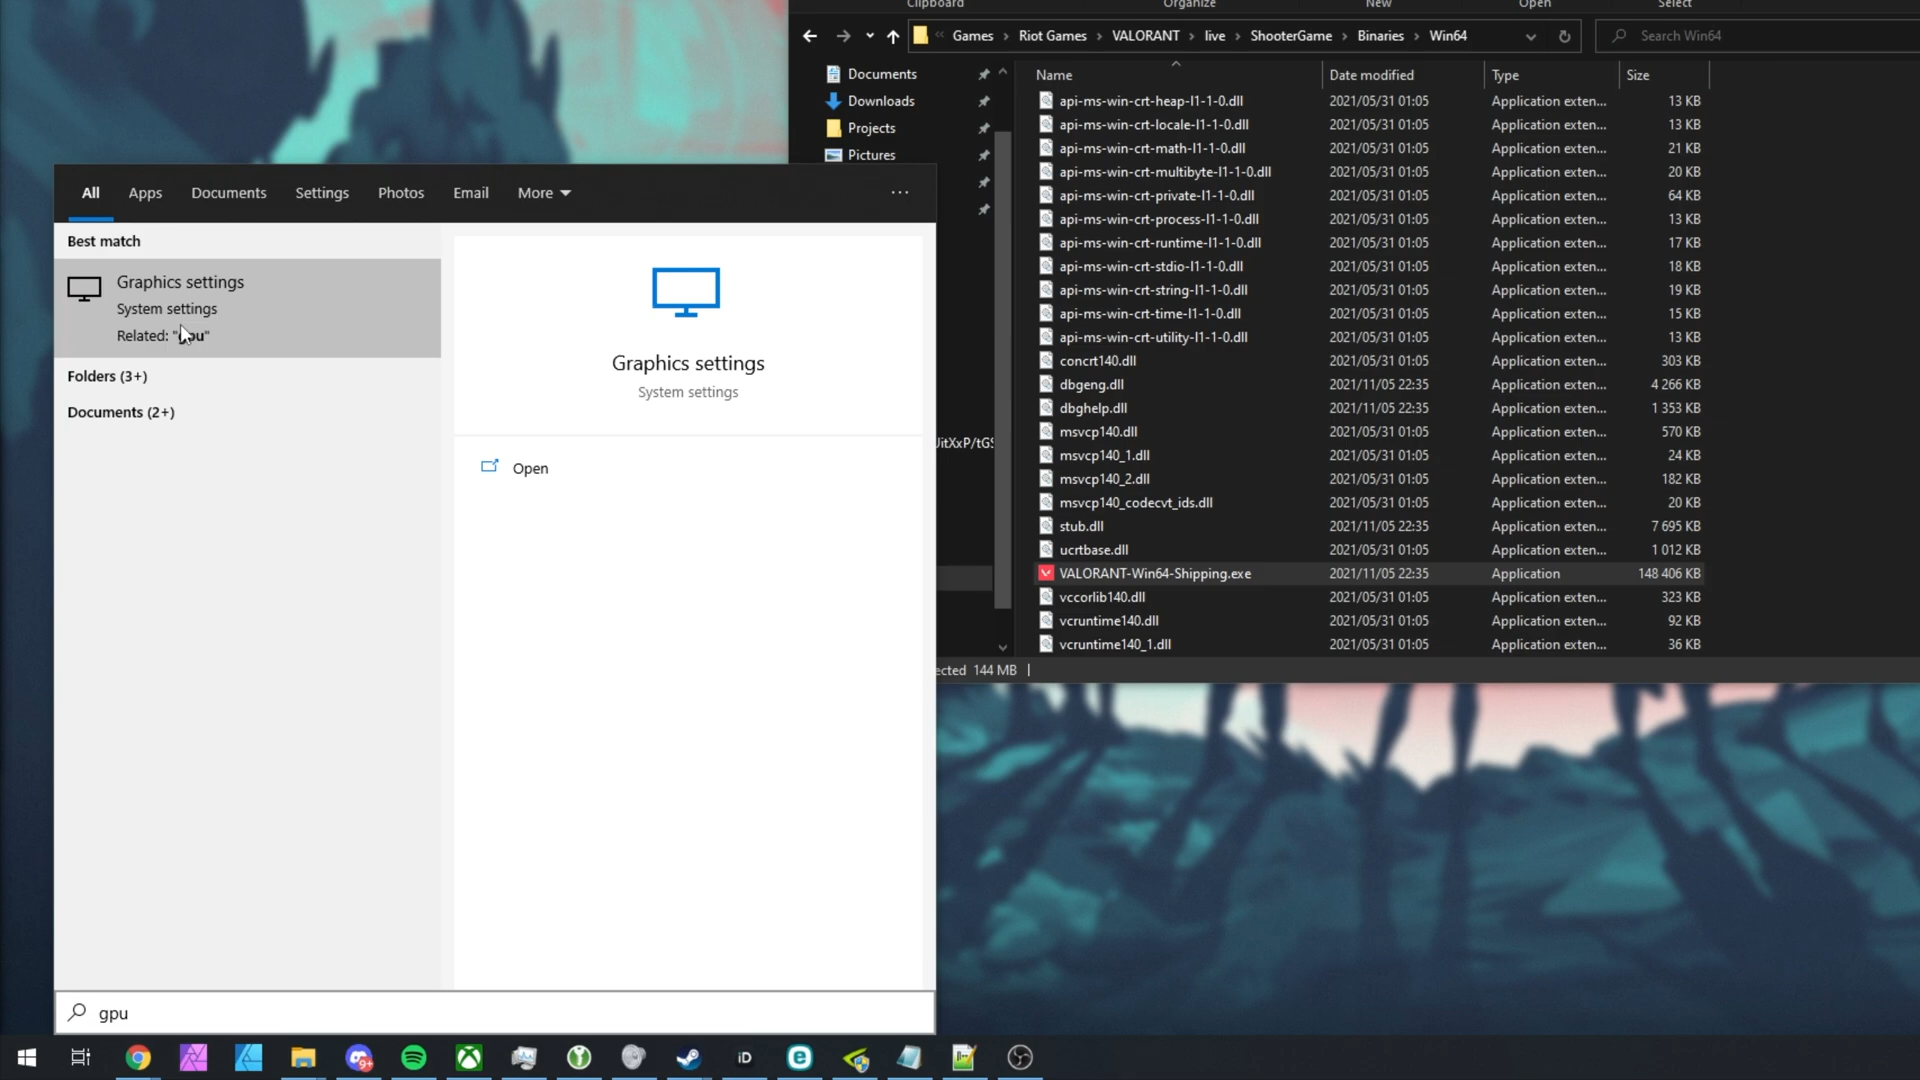 Clipboard
Organize
New
Open
Select
« Games > Riot Games > VALORANT > live > ShooterGame > Binaries > Win64
Search Win64
Documents
Downloads
Projects
Pictures
JitXxP/tGS
Name Date modified Type Size
api-ms-win-crt-heap-l1-1-0.dll 2021/05/31 01:05 Application exten... 13 KB
api-ms-win-crt-locale-l1-1-0.dll 2021/05/31 01:05 Application exten... 13 KB
api-ms-win-crt-math-l1-1-0.dll 2021/05/31 01:05 Application exten... 21 KB
api-ms-win-crt-multibyte-l1-1-0.dll 2021/05/31 01:05 Application exten... 20 KB
api-ms-win-crt-private-l1-1-0.dll 2021/05/31 01:05 Application exten... 64 KB
api-ms-win-crt-process-l1-1-0.dll 2021/05/31 01:05 Application exten... 13 KB
api-ms-win-crt-runtime-l1-1-0.dll 2021/05/31 01:05 Application exten... 17 KB
api-ms-win-crt-stdio-l1-1-0.dll 2021/05/31 01:05 Application exten... 18 KB
api-ms-win-crt-string-l1-1-0.dll 2021/05/31 01:05 Application exten... 19 KB
api-ms-win-crt-time-l1-1-0.dll 2021/05/31 01:05 Application exten... 15 KB
api-ms-win-crt-utility-l1-1-0.dll 2021/05/31 01:05 Application exten... 13 KB
concrt140.dll 2021/05/31 01:05 Application exten... 303 KB
dbgeng.dll 2021/11/05 22:35 Application exten... 4 266 KB
dbghelp.dll 2021/11/05 22:35 Application exten... 1 353 KB
msvcp140.dll 2021/05/31 01:05 Application exten... 570 KB
msvcp140_1.dll 2021/05/31 01:05 Application exten... 24 KB
msvcp140_2.dll 2021/05/31 01:05 Application exten... 182 KB
msvcp140_codecvt_ids.dll 2021/05/31 01:05 Application exten... 20 KB
stub.dll 2021/11/05 22:35 Application exten... 7 695 KB
ucrtbase.dll 2021/05/31 01:05 Application exten... 1 012 KB
VALORANT-Win64-Shipping.exe 2021/11/05 22:35 Application 148 406 KB
vccorlib140.dll 2021/05/31 01:05 Application exten... 323 KB
vcruntime140.dll 2021/05/31 01:05 Application exten... 92 KB
vcruntime140_1.dll 2021/05/31 01:05 Application exten... 36 KB
ected 144 MB
All Apps Documents Settings Photos Email More
Best match
Graphics settings
System settings
Related: "gpu"
Folders (3+)
Documents (2+)
Graphics settings
System settings
Open
gpu
9+
iD